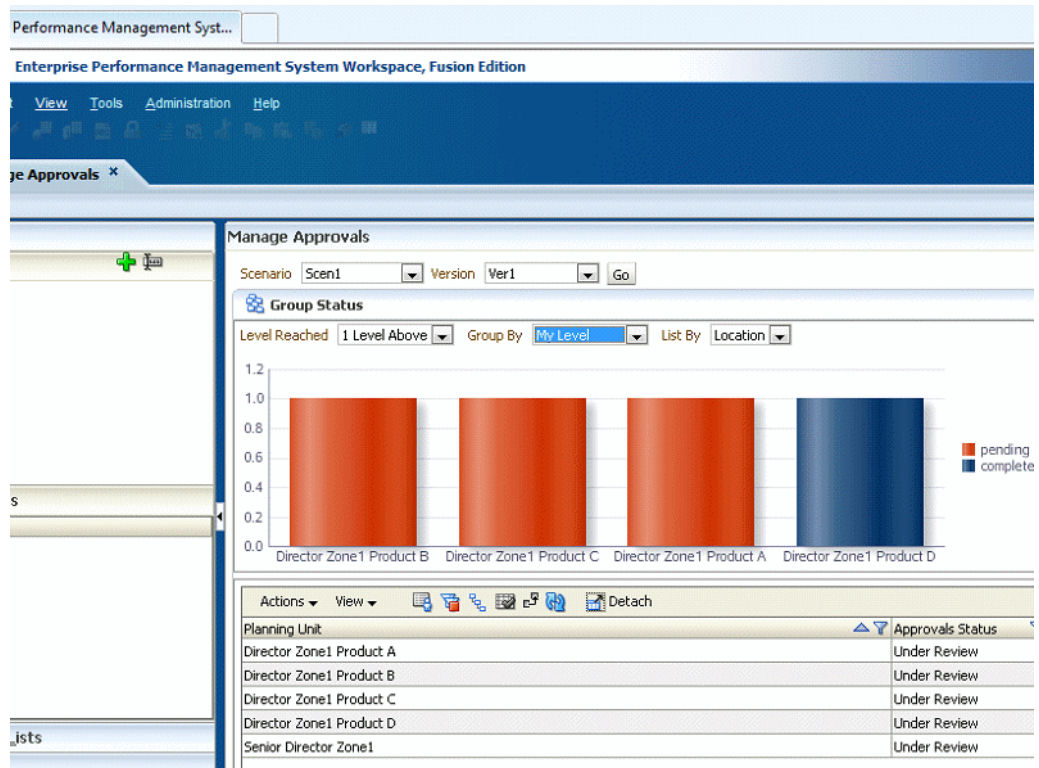 Performance Management Syst...
Enterprise Performance Management System Workspace, Fusion Edition
View Tools Administration Help
ge Approvals ×
Manage Approvals
Scenario Scen1 Version Ver1 Go
Group Status
Level Reached 1 Level Above Group By My Level List By Location
1.2
1.0
0.8
0.6
0.4
0.2
0.0
pending
complete
Director Zone1 Product B Director Zone1 Product C Director Zone1 Product A Director Zone1 Product D
s
Actions View Detach
Planning Unit Approvals Status
Director Zone1 Product A Under Review
Director Zone1 Product B Under Review
Director Zone1 Product C Under Review
Director Zone1 Product D Under Review
Senior Director Zone1 Under Review
ists